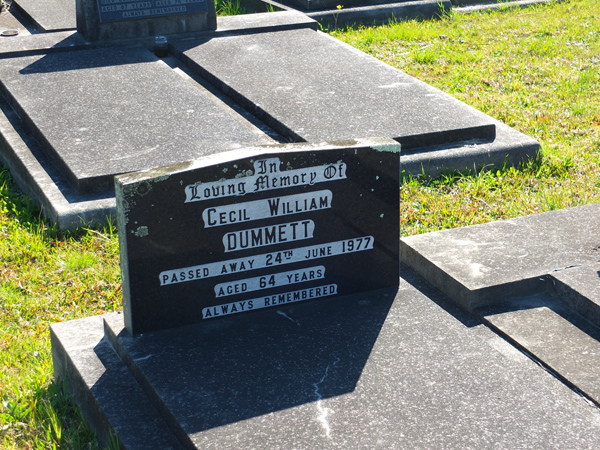 In
Loving Memory Of
Cecil William
DUMMETT
PASSED AWAY 24TH JUNE 1977
AGED 64 YEARS
ALWAYS REMEMBERED